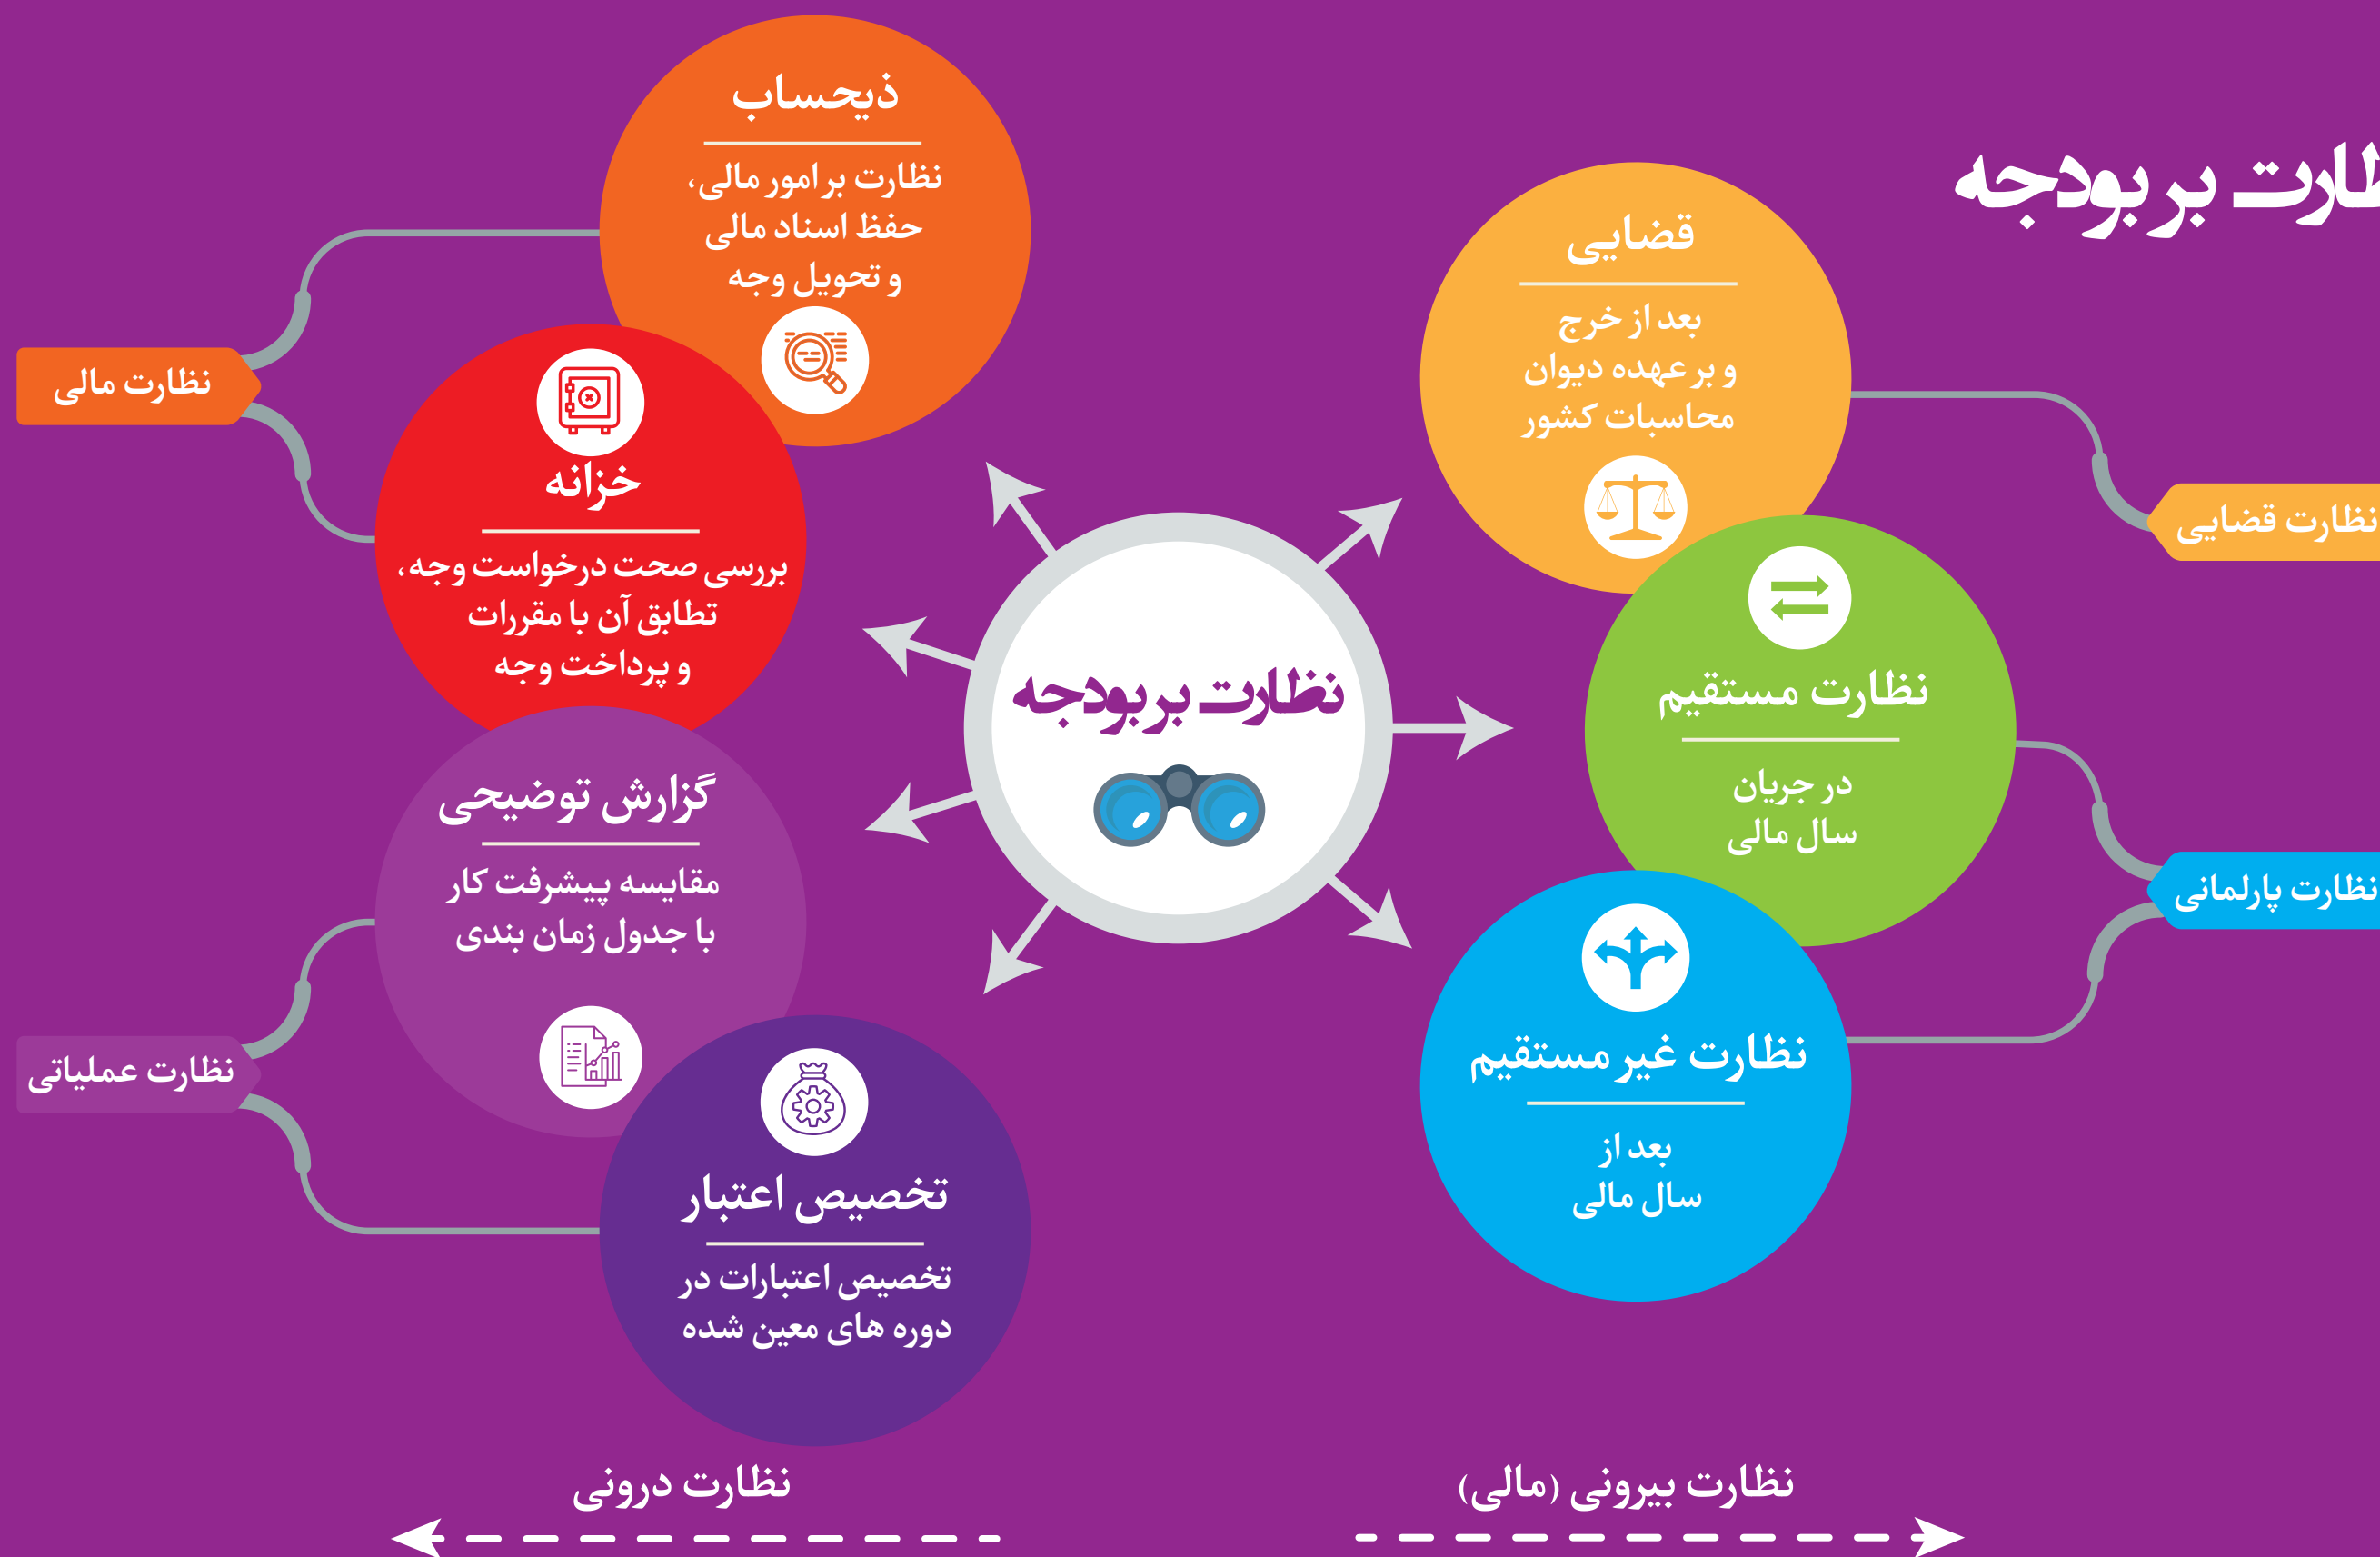 نظارت بر بودجه
قضایی
بعد از خرج
و بر عهده دیوان
محاسبات کشور
نظارت قضایی
نظارت مستقیم
در جریان
سال مالی
نظارت پارلمانی
نظارت غیر مستقیم
بعد از
سال مالی
نظارت بیرونی (مالی)
بر بودجه
ذیحساب
نظارت بر امور مالی،
حفظ اسناد مالی
و تحویل وجه
نظارت مالی
خزانه
بررسی صحت درخواست وجه،
تطابق آن با مقررات
و پرداخت وجه
گزارش توضیحی
مقایسه پیشرفت کار
با جدول زمان بندی
نظارت عملیاتی
تخصیص اعتبار
تخصیص اعتبارات در
دوره های معین شده
نظارت درونی